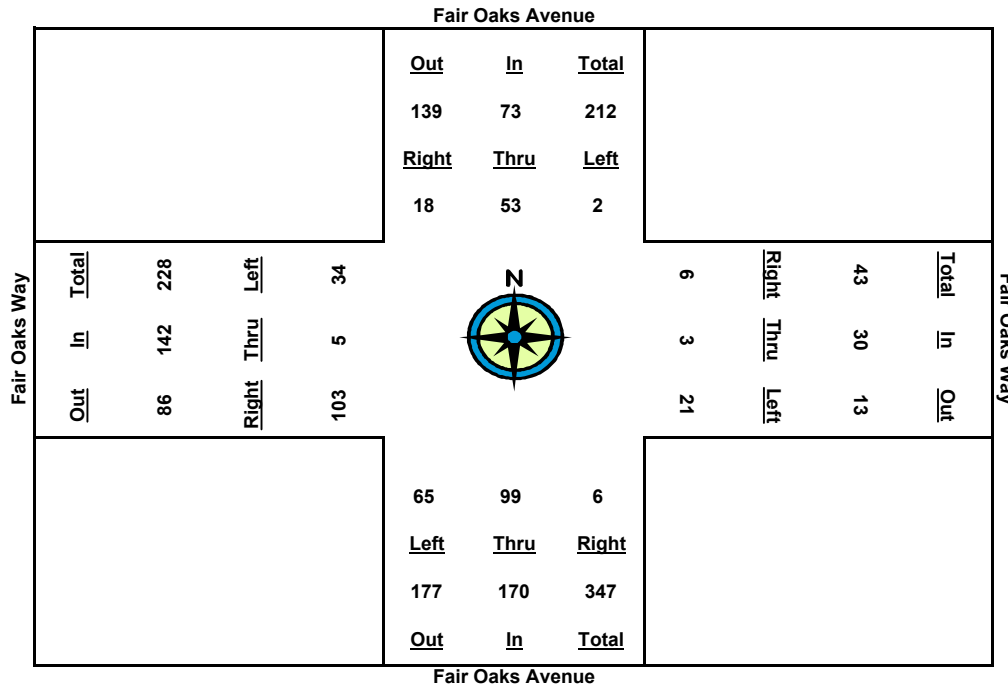 Fair Oaks Avenue
Out In Total
139 73 212
Right Thru Left
18 53 2
Fair Oaks Way
Total 228 Left 34
In 142 Thru 5
Out 86 Right 103
N
6 Right 43 Total
3 Thru 30 In
21 Left 13 Out
Fair Oaks Way
65 99 6
Left Thru Right
177 170 347
Out In Total
Fair Oaks Avenue